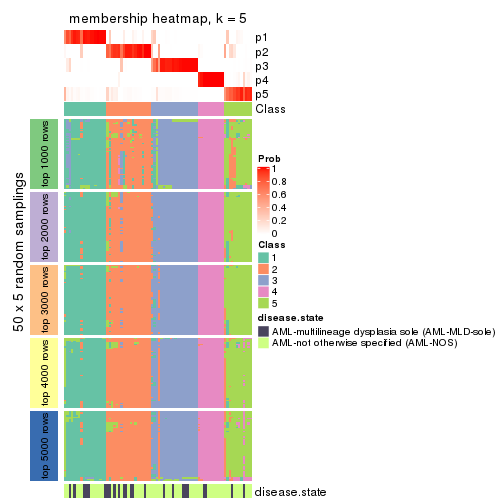 membership heatmap, k = 5
p1
p2
p3
p4
p5
Class
50 x 5 random samplings
top 1000 rows
top 2000 rows
top 3000 rows
top 4000 rows
top 5000 rows
Prob
1
0.8
0.6
0.4
0.2
0
Class
1
2
3
4
5
disease.state
AML-multilineage dysplasia sole (AML-MLD-sole)
AML-not otherwise specified (AML-NOS)
disease.state